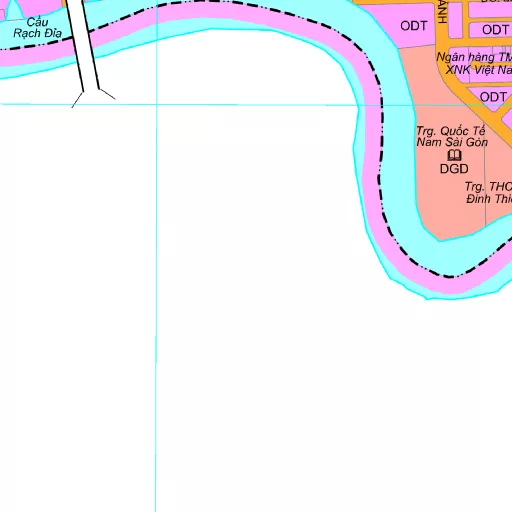 Cầu
Rạch Đỉa
ODT
ODT
Ngân hàng TM
XNK Việt Na
ODT
Trg. Quốc Tế
Nam Sài Gòn
DGD
Trg. THC
Đinh Thi